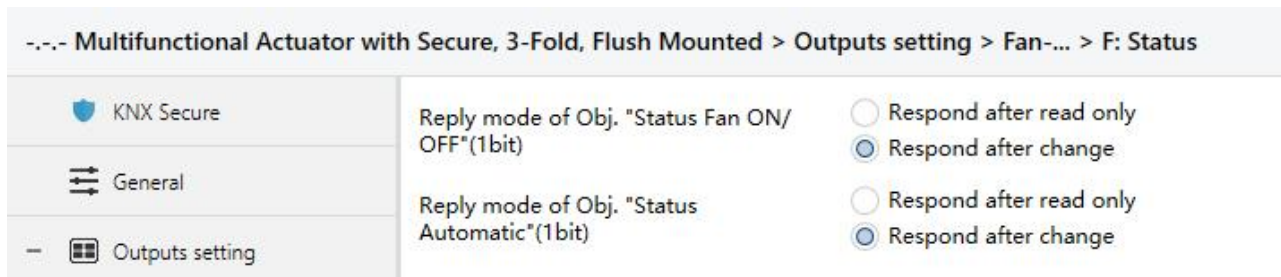 -.-.- Multifunctional Actuator with Secure, 3-Fold, Flush Mounted > Outputs setting > Fan-... > F: Status
KNX Secure
General
Outputs setting
Reply mode of Obj. "Status Fan ON/
OFF"(1bit)
Respond after read only
Respond after change
Reply mode of Obj. "Status
Automatic"(1bit)
Respond after read only
Respond after change